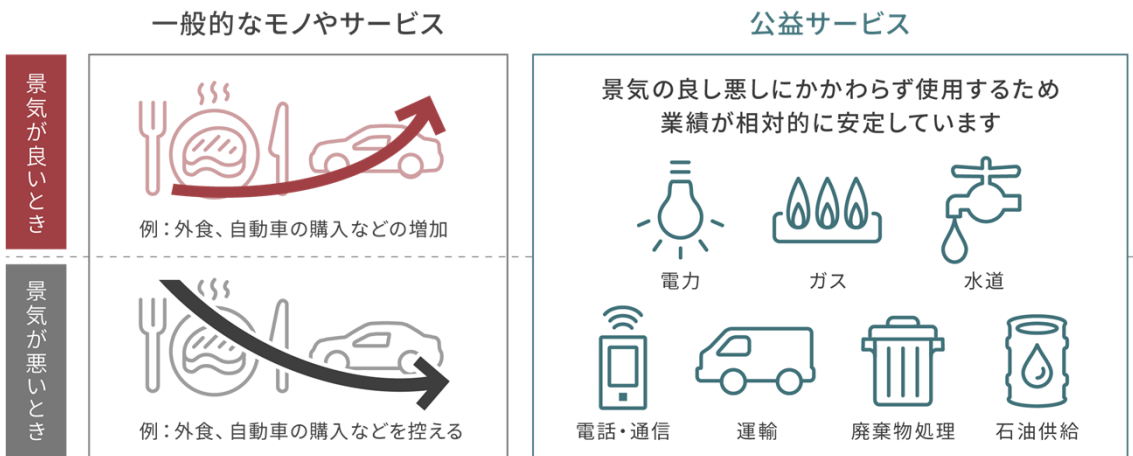 一般的なモノやサービス
公益サービス
景気が良いとき
例：外食、自動車の購入などの増加
景気が悪いとき
例：外食、自動車の購入などを控える
景気の良し悪しにかかわらず使用するため
業績が相対的に安定しています
電力
ガス
水道
電話・通信
運輸
廃棄物処理
石油供給